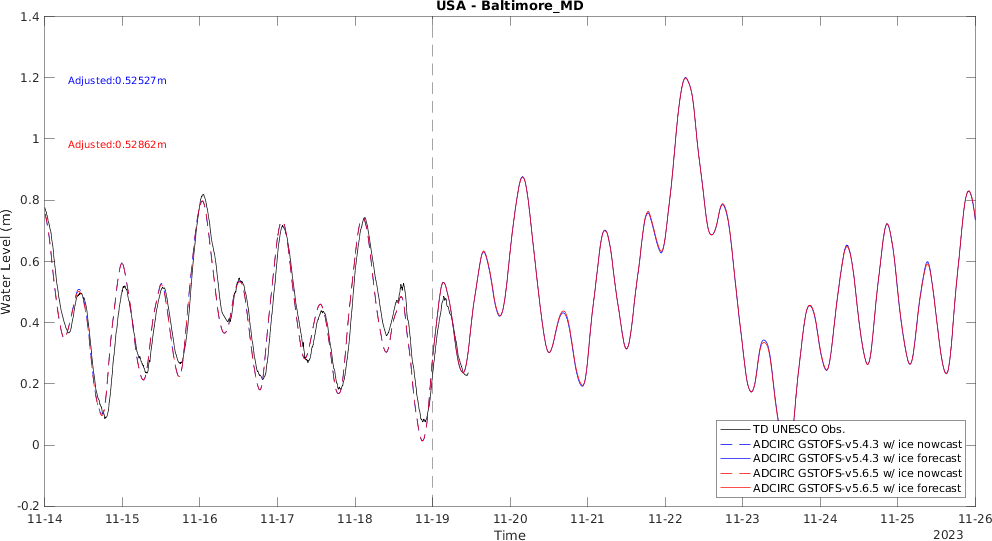 USA - Baltimore_MD
1.4
1.2
1
0.8
0.6
0.4
0.2
0
-0.2
Water Level (m)
Adjusted:0.52527m
Adjusted:0.52862m
TD UNESCO Obs.
ADCIRC GSTOFS-v5.4.3 w/ ice nowcast
ADCIRC GSTOFS-v5.4.3 w/ ice forecast
ADCIRC GSTOFS-v5.6.5 w/ ice nowcast
ADCIRC GSTOFS-v5.6.5 w/ ice forecast
11-14 11-15 11-16 11-17 11-18 11-19 11-20 11-21 11-22 11-23 11-24 11-25 11-26
Time
2023